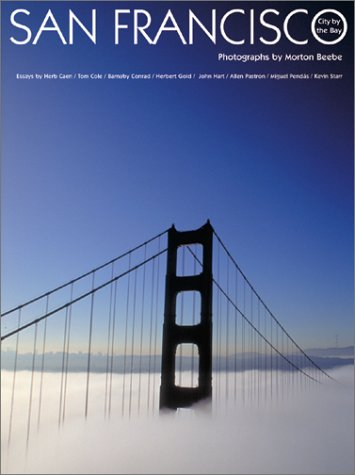 SAN FRANCISCO
City by
the Bay
Photographs by Morton Beebe
Essays by Herb Caen / Tom Cole / Barnaby Conrad / Herbert Gold / John Hart / Allen Pastron / Miguel Pendás / Kevin Starr